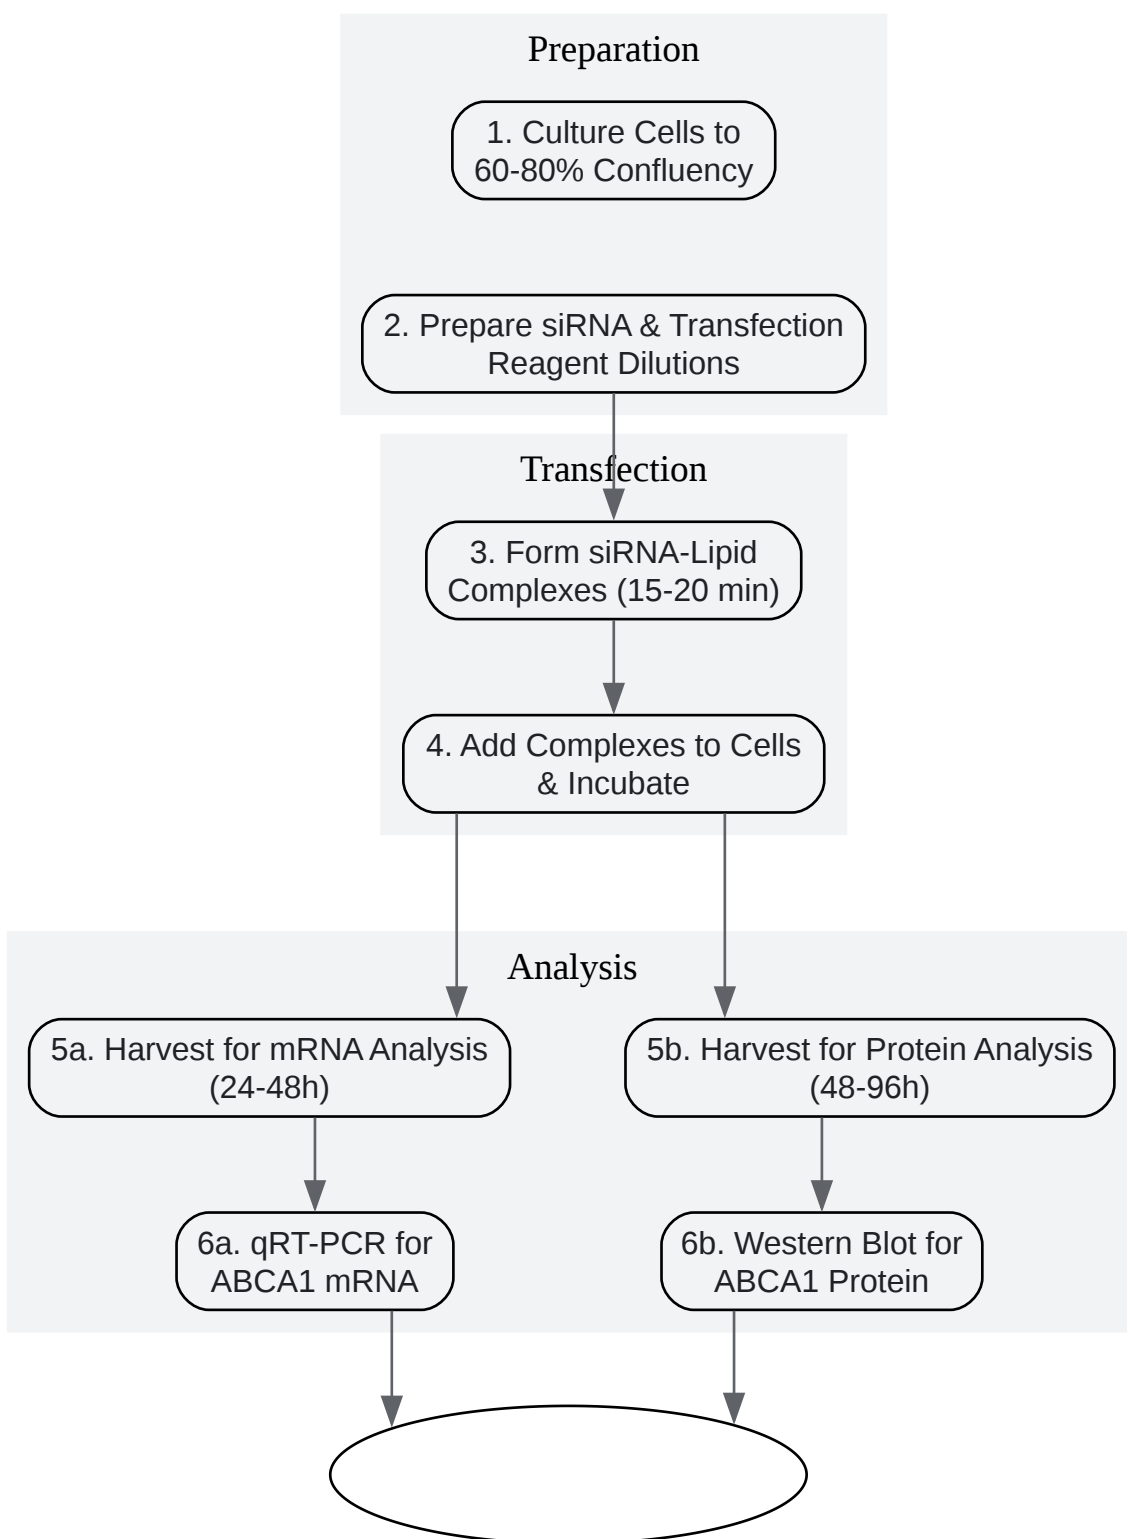 Preparation
1. Culture Cells to
60-80% Confluency
2. Prepare siRNA & Transfection
Reagent Dilutions
Transfection
3. Form siRNA-Lipid
Complexes (15-20 min)
4. Add Complexes to Cells
& Incubate
Analysis
5a. Harvest for mRNA Analysis
(24-48h)
5b. Harvest for Protein Analysis
(48-96h)
6a. qRT-PCR for
ABCA1 mRNA
6b. Western Blot for
ABCA1 Protein